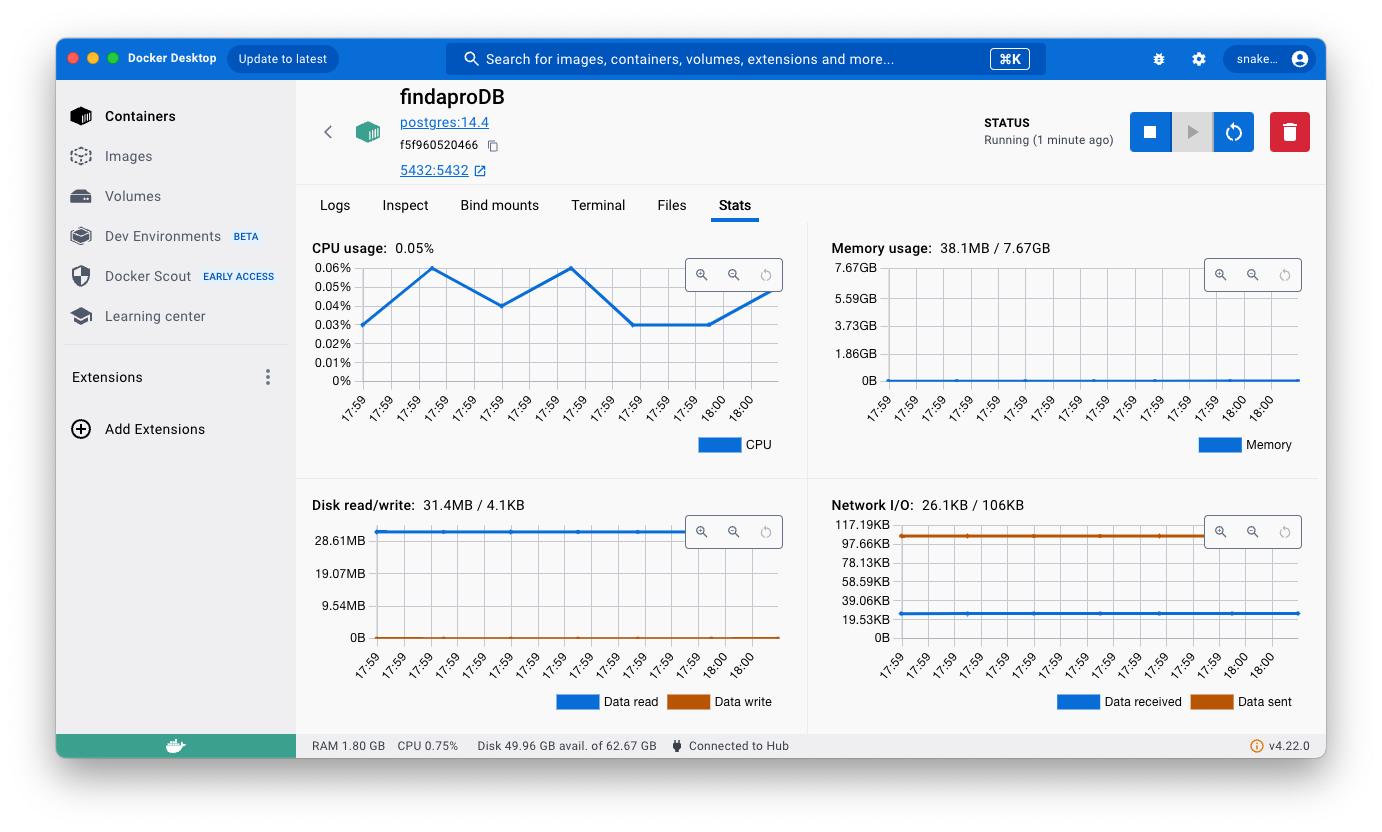 Docker Desktop
Update to latest
Search for images, containers, volumes, extensions and more...
⌘K
snake...
Containers
Images
Volumes
Dev Environments BETA
Docker Scout EARLY ACCESS
Learning center
Extensions
Add Extensions
findaproDB
postgres:14.4
f5f960520466
5432:5432
STATUS
Running (1 minute ago)
Logs Inspect Bind mounts Terminal Files Stats
CPU usage: 0.05%
0.06%
0.05%
0.04%
0.03%
0.02%
0.01%
0%
17:59 17:59 17:59 17:59 17:59 17:59 17:59 17:59 17:59 17:59 17:59 17:59 17:59 18:00 18:00
CPU
Memory usage: 38.1MB / 7.67GB
7.67GB
5.59GB
3.73GB
1.86GB
0B
17:59 17:59 17:59 17:59 17:59 17:59 17:59 17:59 17:59 17:59 17:59 17:59 17:59 18:00 18:00
Memory
Disk read/write: 31.4MB / 4.1KB
28.61MB
19.07MB
9.54MB
0B
17:59 17:59 17:59 17:59 17:59 17:59 17:59 17:59 17:59 17:59 17:59 17:59 17:59 18:00 18:00
Data read Data write
Network I/O: 26.1KB / 106KB
117.19KB
97.66KB
78.13KB
58.59KB
39.06KB
19.53KB
0B
17:59 17:59 17:59 17:59 17:59 17:59 17:59 17:59 17:59 17:59 17:59 17:59 17:59 18:00 18:00
Data received Data sent
RAM 1.80 GB CPU 0.75% Disk 49.96 GB avail. of 62.67 GB Connected to Hub
v4.22.0